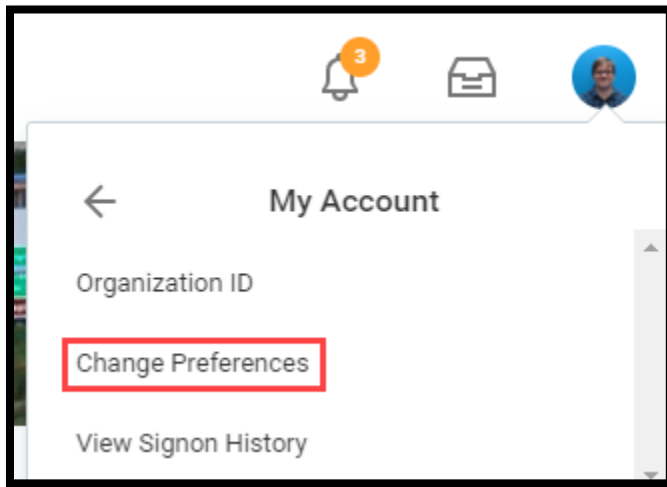 3
My Account
Organization ID
Change Preferences
View Signon History